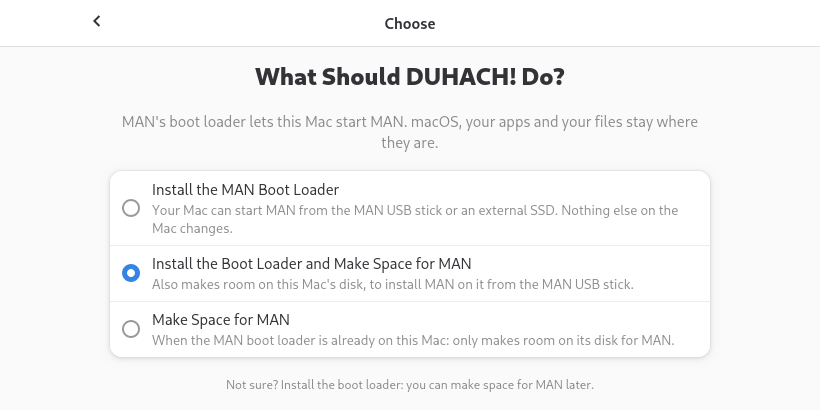 Choose
What Should DUHACH! Do?
MAN's boot loader lets this Mac start MAN. macOS, your apps and your files stay where
they are.
Install the MAN Boot Loader
Your Mac can start MAN from the MAN USB stick or an external SSD. Nothing else on the
Mac changes.
Install the Boot Loader and Make Space for MAN
Also makes room on this Mac's disk, to install MAN on it from the MAN USB stick.
Make Space for MAN
When the MAN boot loader is already on this Mac: only makes room on its disk for MAN.
Not sure? Install the boot loader: you can make space for MAN later.